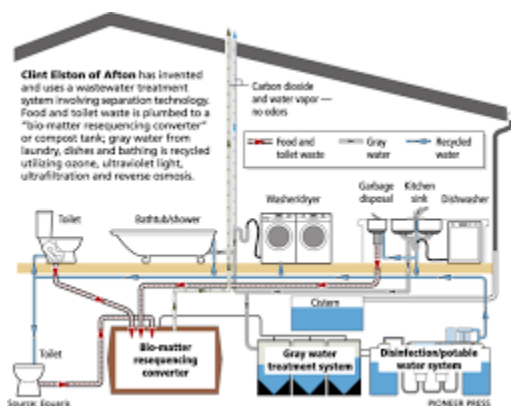 Clint Elston of Afton has invented
and uses a wastewater treatment
system involving separation technology.
Food and toilet waste is plumbed to a
"bio-matter resequencing converter"
or compost tank; gray water from
laundry, dishes and bathing is recycled
utilizing ozone, ultraviolet light,
ultrafiltration and reverse osmosis.
Carbon dioxide
and water vapor —
no odors
Food and
toilet waste
Gray
water
Recycled
water
Toilet
Bathtub/shower
Washer/dryer
Garbage
disposal
Kitchen
sink
Dishwasher
Cistern
Bio-matter
resequencing
converter
Gray water
treatment system
Disinfection/potable
water system
Toilet
Source: Equaris
PIONEER PRESS